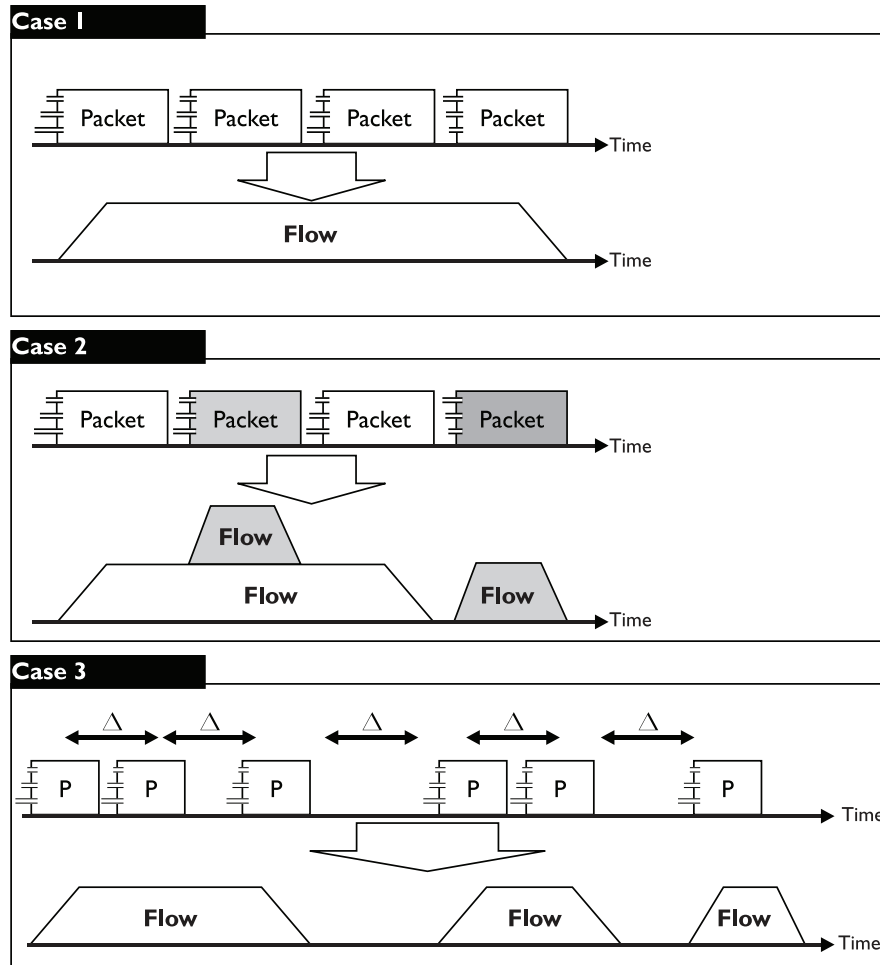 Case 1
Packet Packet Packet Packet
Time
Flow
Time
Case 2
Packet Packet Packet Packet
Time
Flow
Flow Flow
Time
Case 3
Δ Δ Δ Δ Δ
P P P P P P
Time
Flow Flow Flow
Time